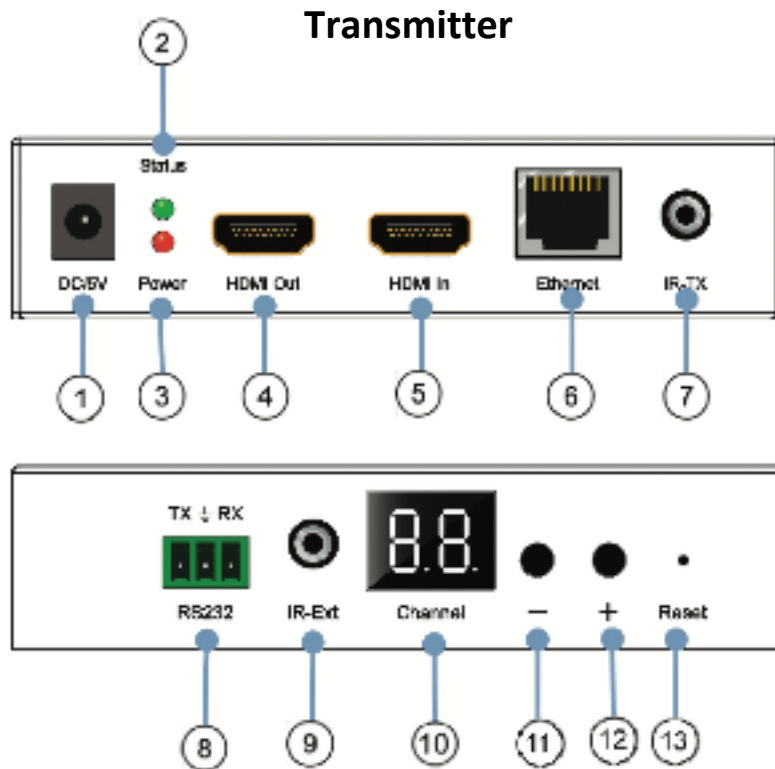 Transmitter
2
Status
DC/5V Power HDMI Out HDMI In Ethernet IR-TX
1 3 4 5 6 7
TX RX
88
RS232 IR-Ext Channel − + Reset
8 9 10 11 12 13